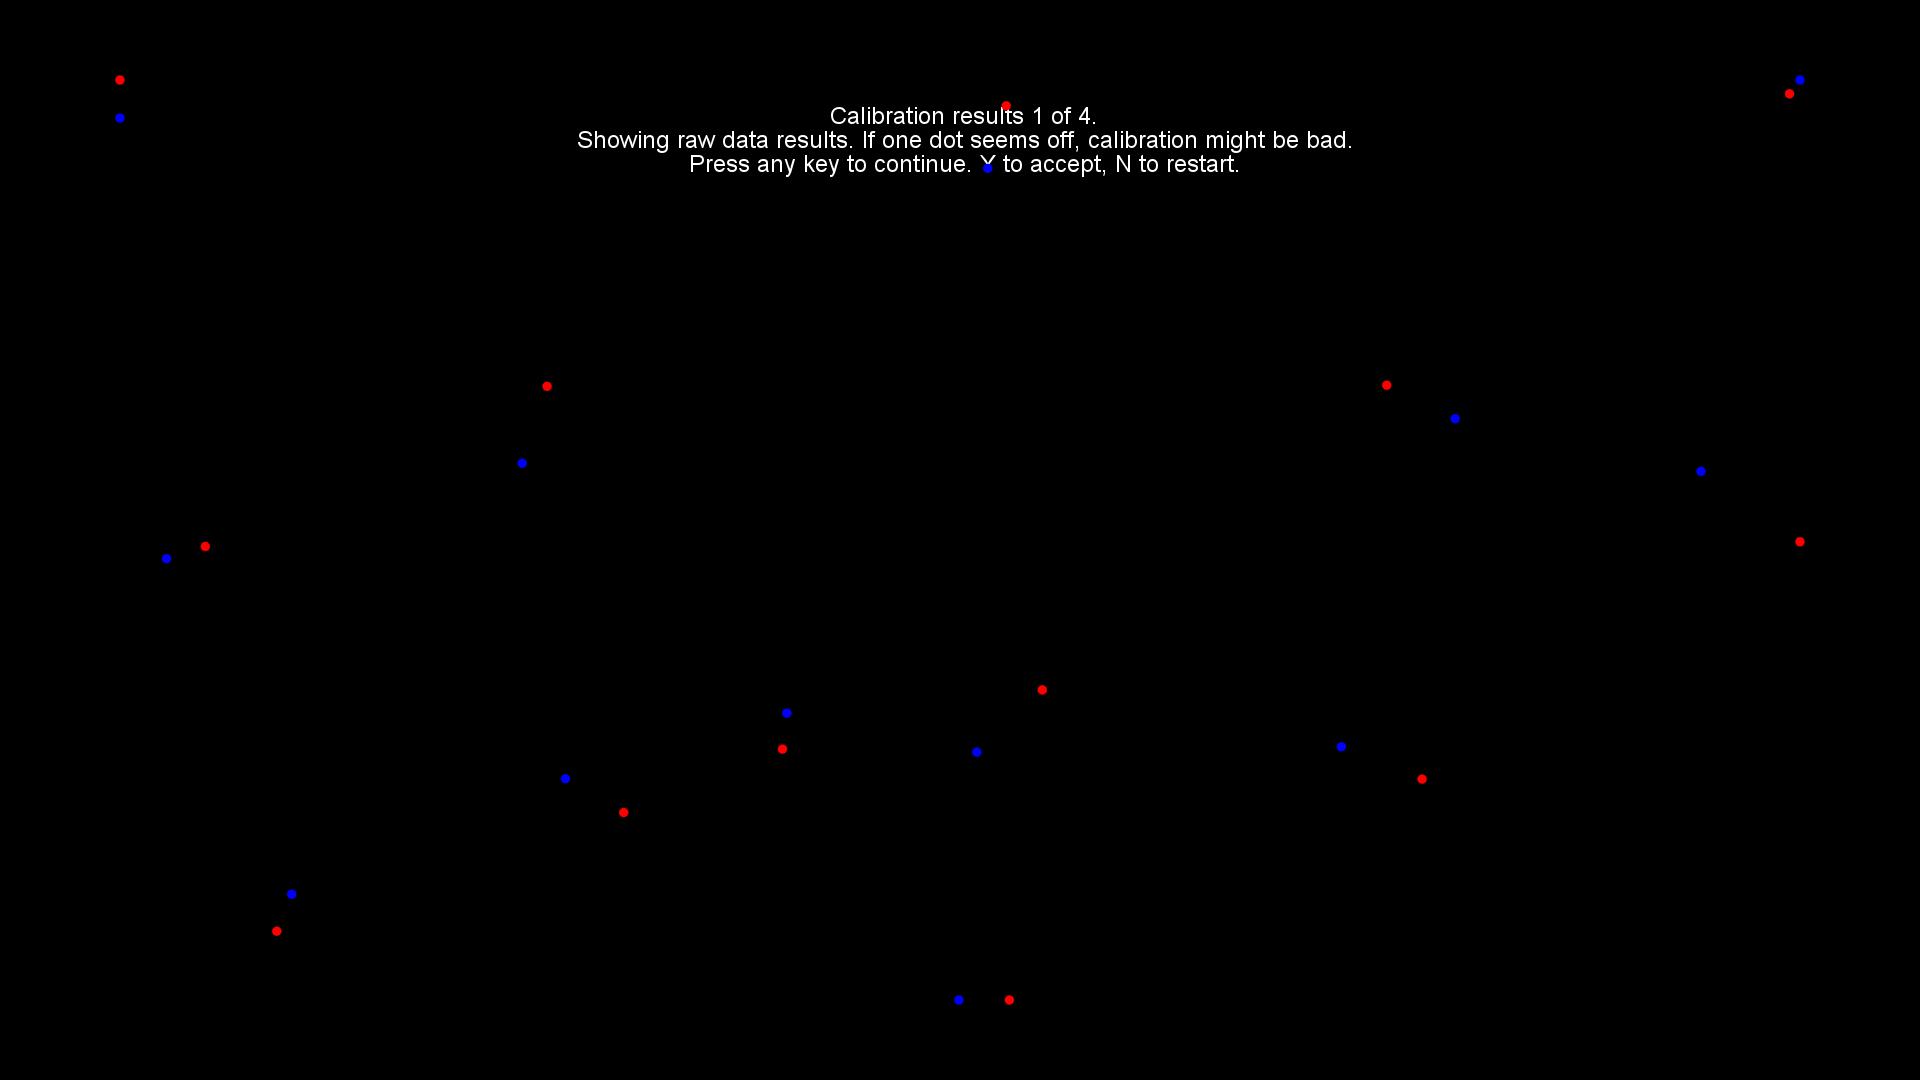 Calibration results 1 of 4.
Showing raw data results. If one dot seems off, calibration might be bad.
Press any key to continue. Y to accept, N to restart.